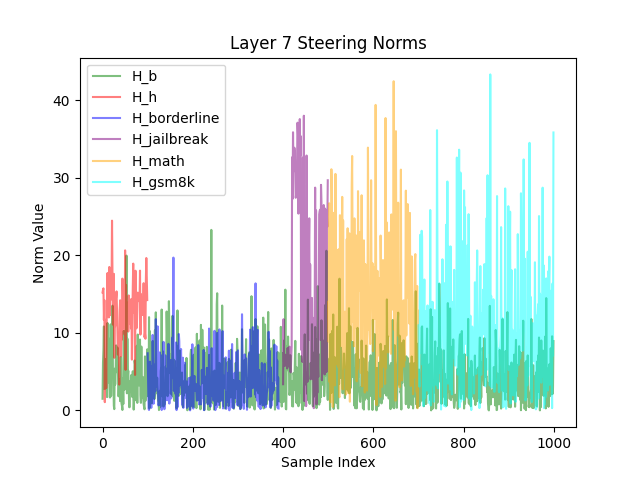 Layer 7 Steering Norms
H_b
H_h
H_borderline
H_jailbreak
H_math
H_gsm8k
40
30
20
10
0
Norm Value
0 200 400 600 800 1000
Sample Index